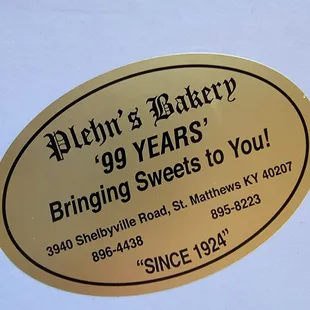 Plehn's Bakery
'99 YEARS'
Bringing Sweets to You!
3940 Shelbyville Road, St. Matthews KY 40207
896-4438 895-8223
"SINCE 1924"